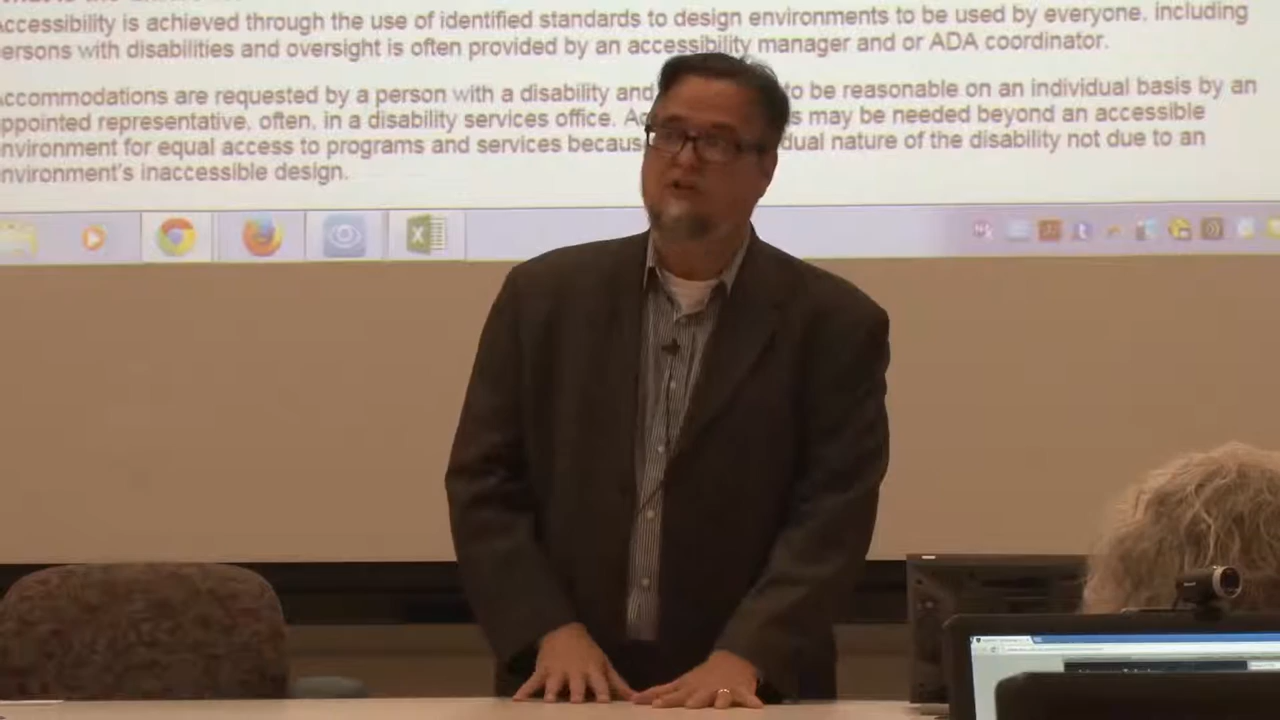 ccessibility is achieved through the use of identified standards to design environments to be used by everyone, including
ersons with disabilities and oversight is often provided by an accessibility manager and or ADA coordinator.
ccommodations are requested by a person with a disability and to be reasonable on an individual basis by an
ppointed representative, often, in a disability services office. may be needed beyond an accessible
nvironment for equal access to programs and services becaus dual nature of the disability not due to an
nvironment's inaccessible design.